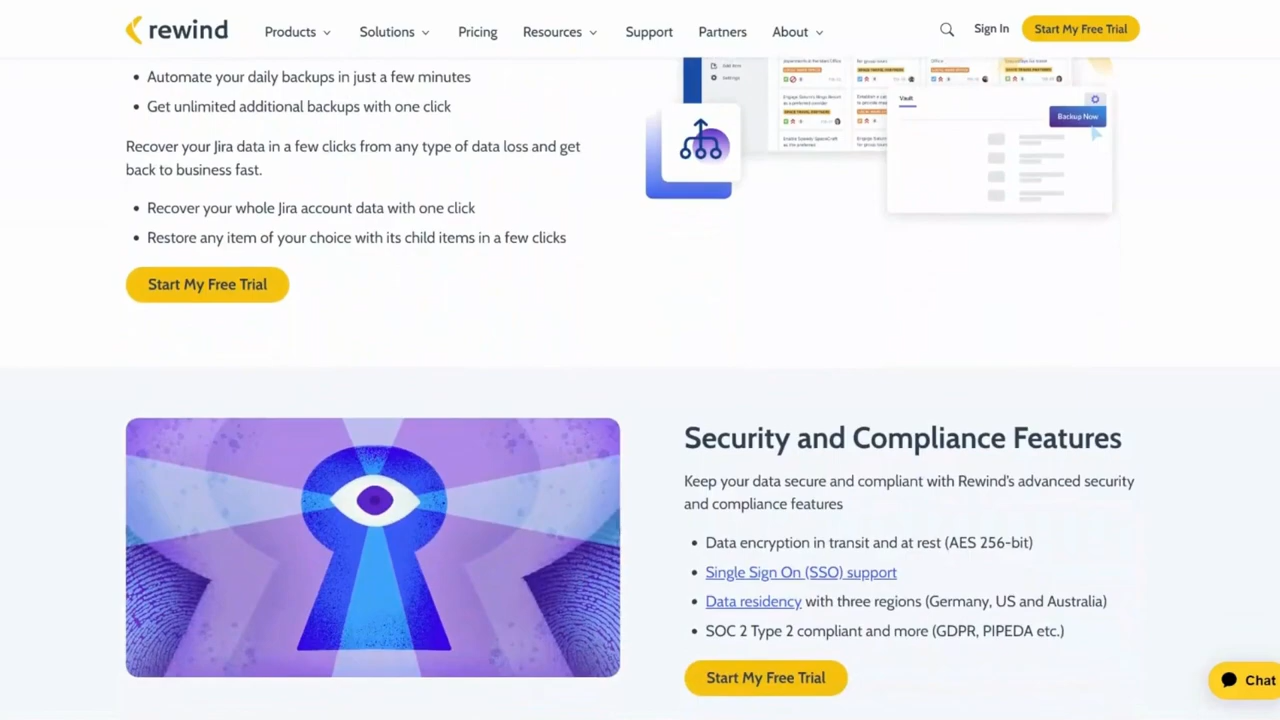 rewind
Products
Solutions
Pricing
Resources
Support
Partners
About
Sign In
Start My Free Trial
Automate your daily backups in just a few minutes
Get unlimited additional backups with one click
Recover your Jira data in a few clicks from any type of data loss and get
back to business fast.
Recover your whole Jira account data with one click
Restore any item of your choice with its child items in a few clicks
Start My Free Trial
Vault
Backup Now
Security and Compliance Features
Keep your data secure and compliant with Rewind's advanced security
and compliance features
Data encryption in transit and at rest (AES 256-bit)
Single Sign On (SSO) support
Data residency with three regions (Germany, US and Australia)
SOC 2 Type 2 compliant and more (GDPR, PIPEDA etc.)
Start My Free Trial
Chat